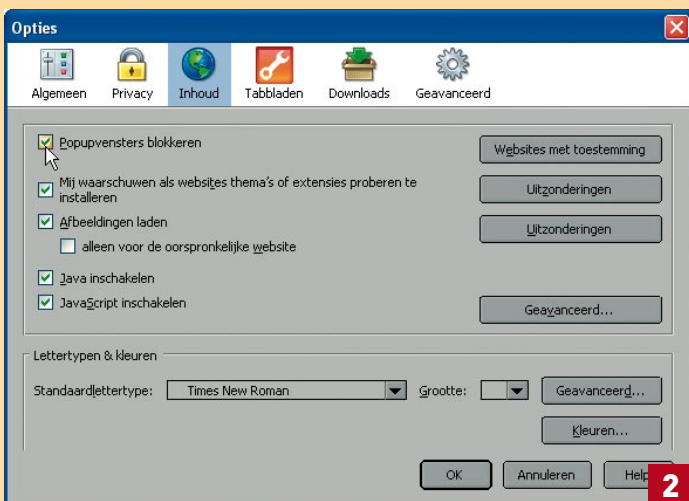 Opties
Algemeen Privacy Inhoud Tabbladen Downloads Geavanceerd
Popupvensters blokkeren Websites met toestemming
Mij waarschuwen als websites thema's of extensies proberen te
installeren Uitzonderingen
Afbeeldingen laden Uitzonderingen
alleen voor de oorspronkelijke website
Java inschakelen
JavaScript inschakelen Geavanceerd...
Lettertypen & kleuren
Standaardlettertype: Times New Roman Grootte: Geavanceerd...
Kleuren...
OK Annuleren Help
2